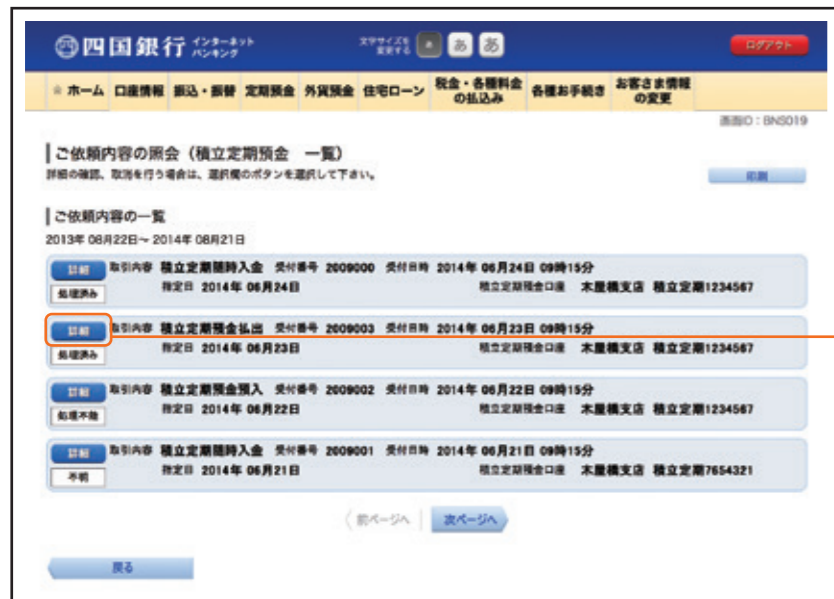 四国銀行 インターネット
バンキング
文字サイズを
変更する
あ あ あ
ログアウト
ホーム 口座情報 振込・振替 定期預金 外貨預金 住宅ローン 税金・各種料金
の払込み 各種お手続き お客さま情報
の変更
画面ID:BNS019
ご依頼内容の照会(積立定期預金 一覧)
詳細の確認、取消を行う場合は、選択欄のボタンを選択して下さい。
印刷
ご依頼内容の一覧
2013年 08月22日~ 2014年 08月21日
詳細 取引内容 積立定期随時入金 受付番号 2009000 受付日時 2014年 06月24日 09時15分
処理済み 指定日 2014年 06月24日 積立定期預金口座 木屋橋支店 積立定期1234567
詳細 取引内容 積立定期預金払出 受付番号 2009003 受付日時 2014年 06月23日 09時15分
処理済み 指定日 2014年 06月23日 積立定期預金口座 木屋橋支店 積立定期1234567
詳細 取引内容 積立定期預金預入 受付番号 2009002 受付日時 2014年 06月22日 09時15分
処理不能 指定日 2014年 06月22日 積立定期預金口座 木屋橋支店 積立定期1234567
詳細 取引内容 積立定期随時入金 受付番号 2009001 受付日時 2014年 06月21日 09時15分
不明 指定日 2014年 06月21日 積立定期預金口座 木屋橋支店 積立定期7654321
前ページへ 次ページへ
戻る